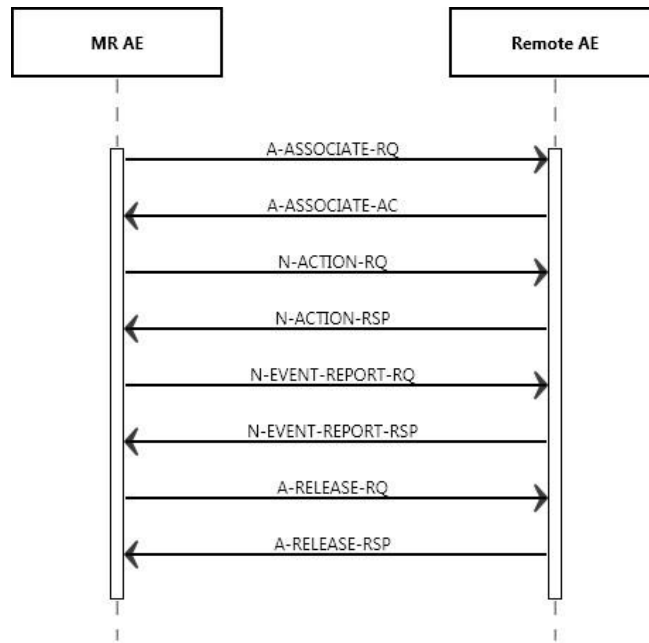 MR AE
Remote AE
A-ASSOCIATE-RQ
A-ASSOCIATE-AC
N-ACTION-RQ
N-ACTION-RSP
N-EVENT-REPORT-RQ
N-EVENT-REPORT-RSP
A-RELEASE-RQ
A-RELEASE-RSP